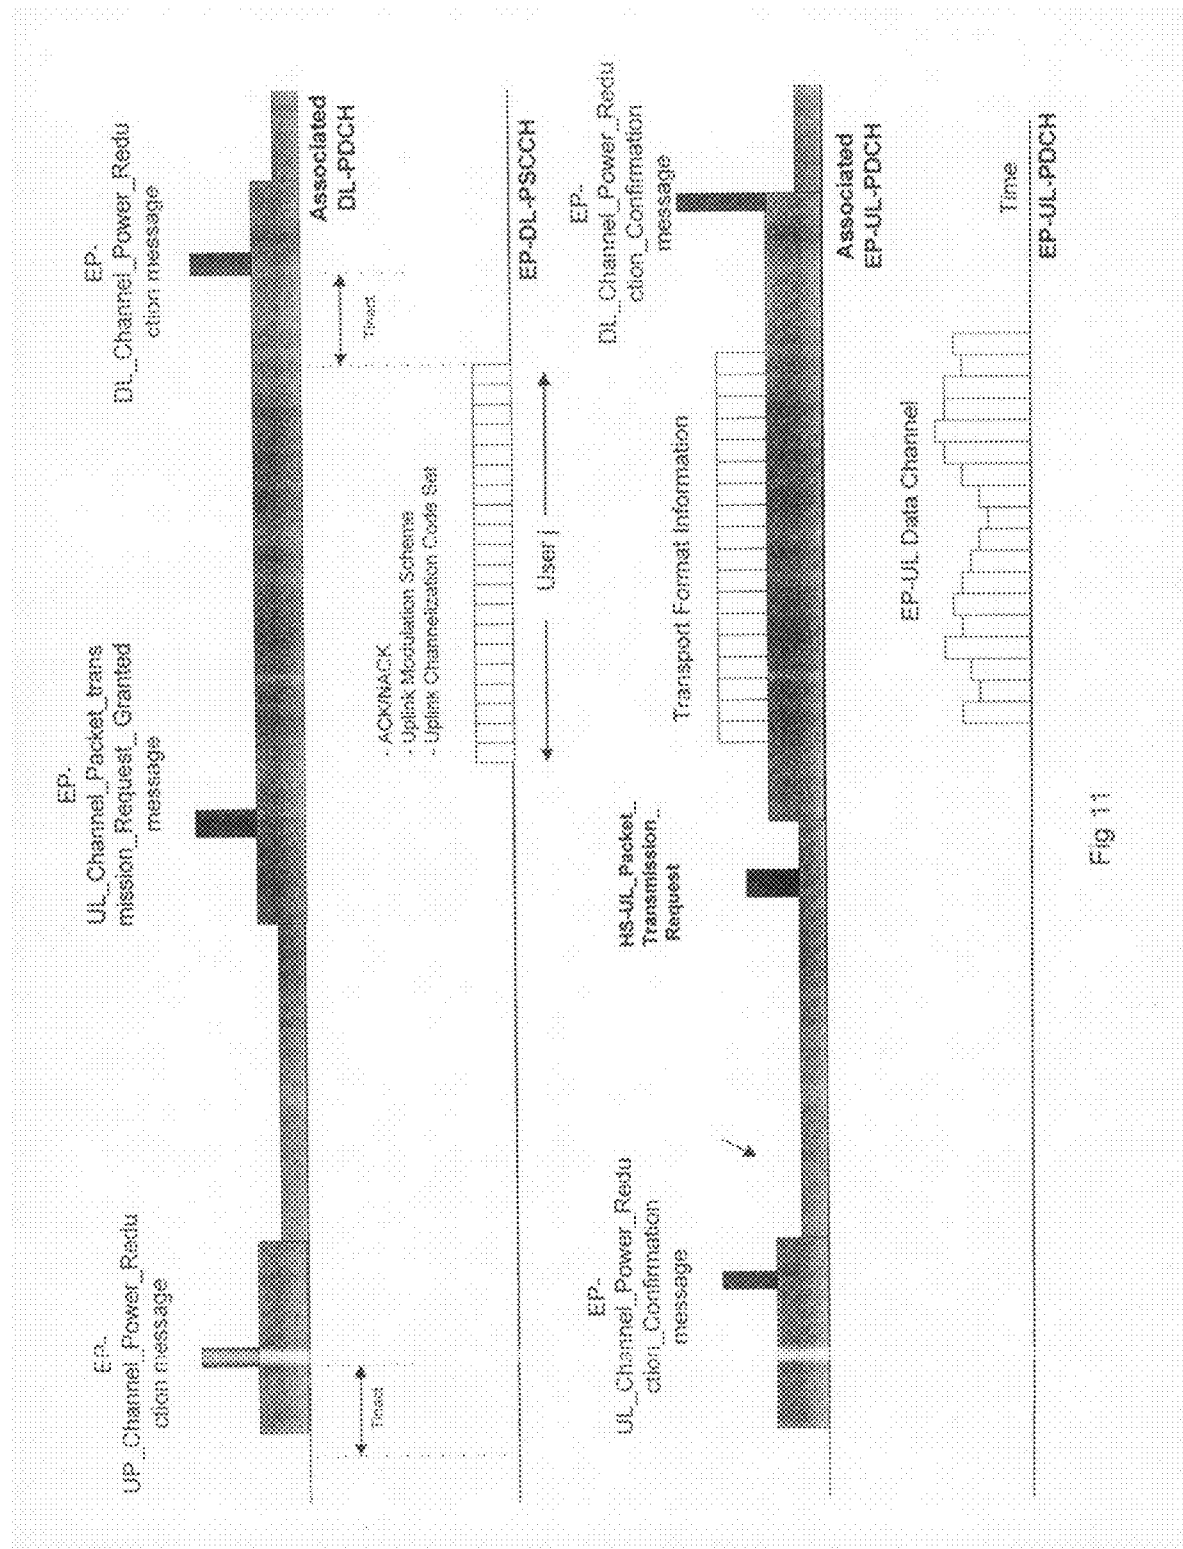 EP-
UP_Channel_Power_Redu
ction message
EP-
UL_Channel_Packet_trans
mission_Request_Granted
message
EP-
DL_Channel_Power_Redu
ction message
Associated
DL-PDCH
Tinact
Tinact
- ACK/NACK
- Uplink Modulation Scheme
- Uplink Channelization Code Set
User j
EP-DL-PSCCH
EP-
UL_Channel_Power_Redu
ction_Confirmation
message
HS-UL_Packet_
Transmission_
Request
Transport Format Information
EP-
DL_Channel_Power_Redu
ction_Confirmation
message
Associated
EP-UL-PDCH
EP-UL Data Channel
Time
EP-UL-PDCH
Fig 11